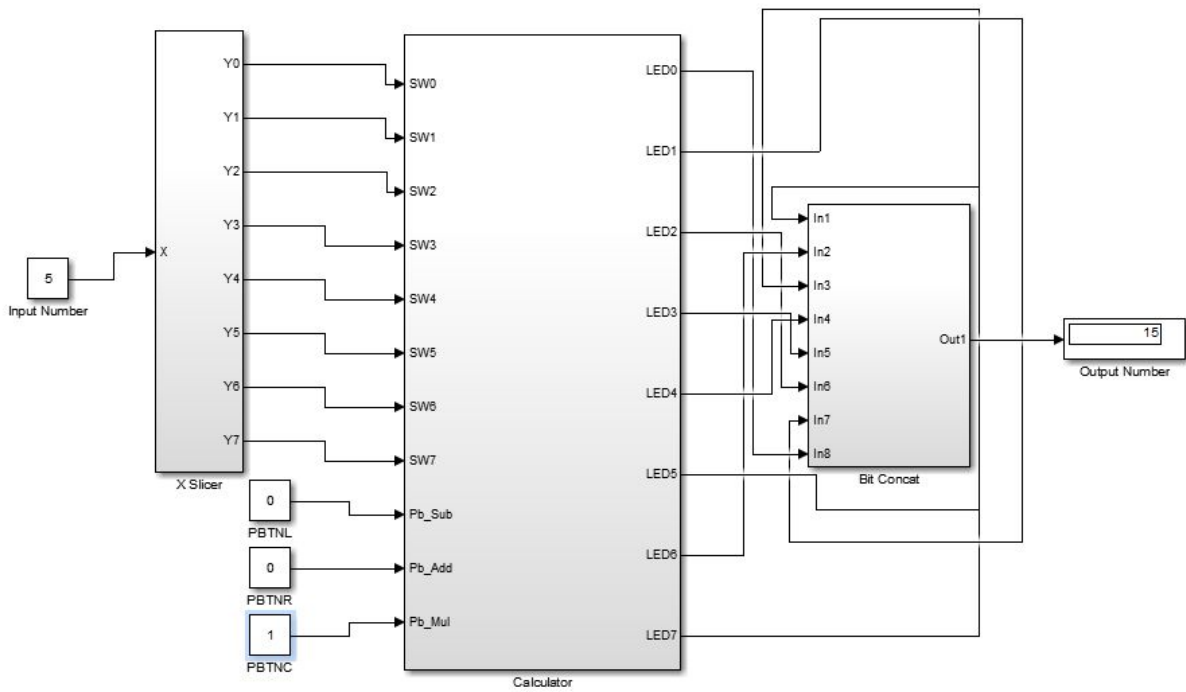 X
Y0
Y1
Y2
Y3
Y4
Y5
Y6
Y7
X Slicer
5
Input Number
0
PBTNL
0
PBTNR
1
PBTNC
SW0
SW1
SW2
SW3
SW4
SW5
SW6
SW7
Pb_Sub
Pb_Add
Pb_Mul
LED0
LED1
LED2
LED3
LED4
LED5
LED6
LED7
Calculator
In1
In2
In3
In4
In5
In6
In7
In8
Out1
Bit Concat
15
Output Number